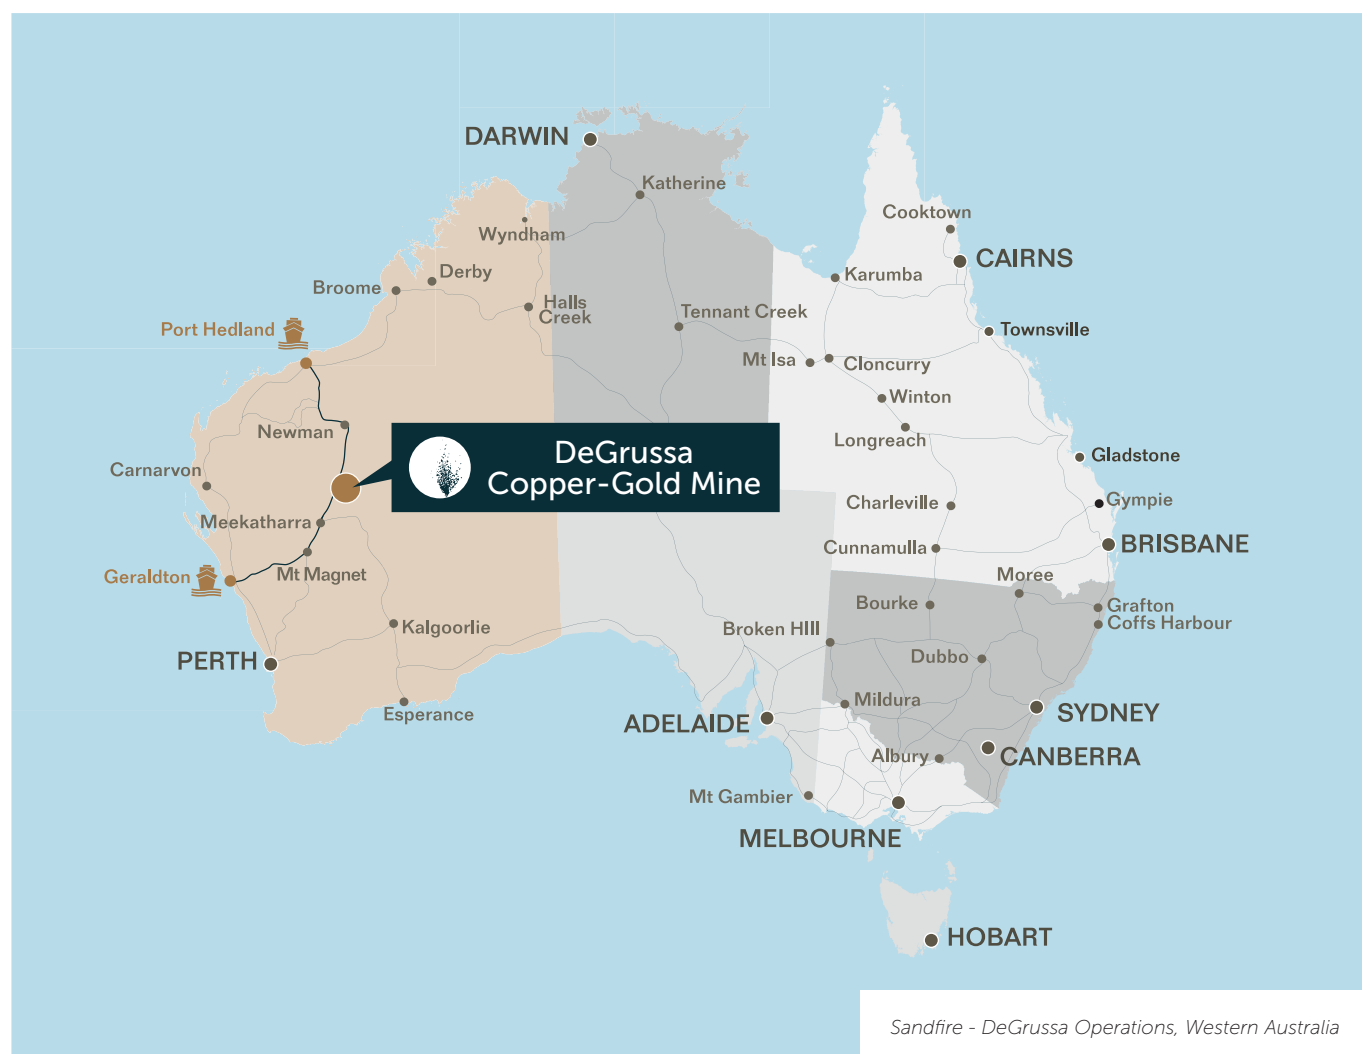 DARWIN
Katherine
Cooktown
Wyndham
CAIRNS
Derby
Karumba
Broome
Halls
Creek
Tennant Creek
Port Hedland
Townsville
Mt Isa
Cloncurry
Winton
Newman
Longreach
DeGrussa
Copper-Gold Mine
Gladstone
Carnarvon
Charleville
Gympie
Meekatharra
Cunnamulla
BRISBANE
Geraldton
Mt Magnet
Moree
Bourke
Grafton
Coffs Harbour
Kalgoorlie
Broken HIll
PERTH
Dubbo
Mildura
Esperance
ADELAIDE
SYDNEY
Albury
CANBERRA
Mt Gambier
MELBOURNE
HOBART
Sandfire - DeGrussa Operations, Western Australia